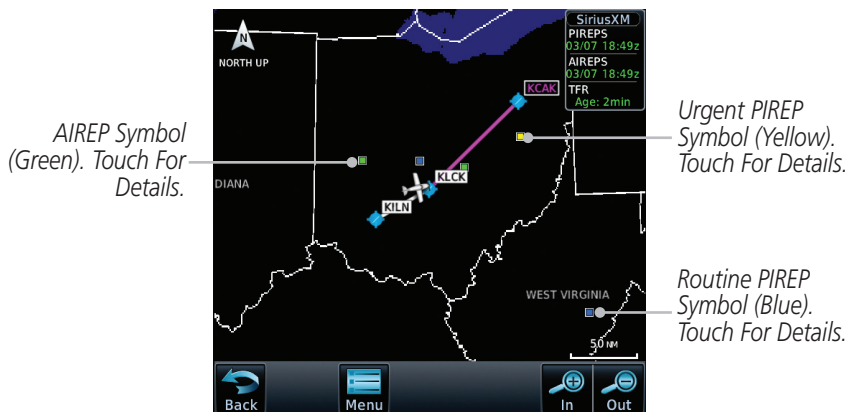 SiriusXM
PIREPS
03/07 18:49z
AIREPS
03/07 18:49z
TFR
Age: 2min
N
NORTH UP
KCAK
AIREP Symbol
(Green). Touch For
Details.
Urgent PIREP
Symbol (Yellow).
Touch For Details.
DIANA
KLCK
KILN
WEST VIRGINIA
Routine PIREP
Symbol (Blue).
Touch For Details.
50 NM
Back
Menu
In
Out